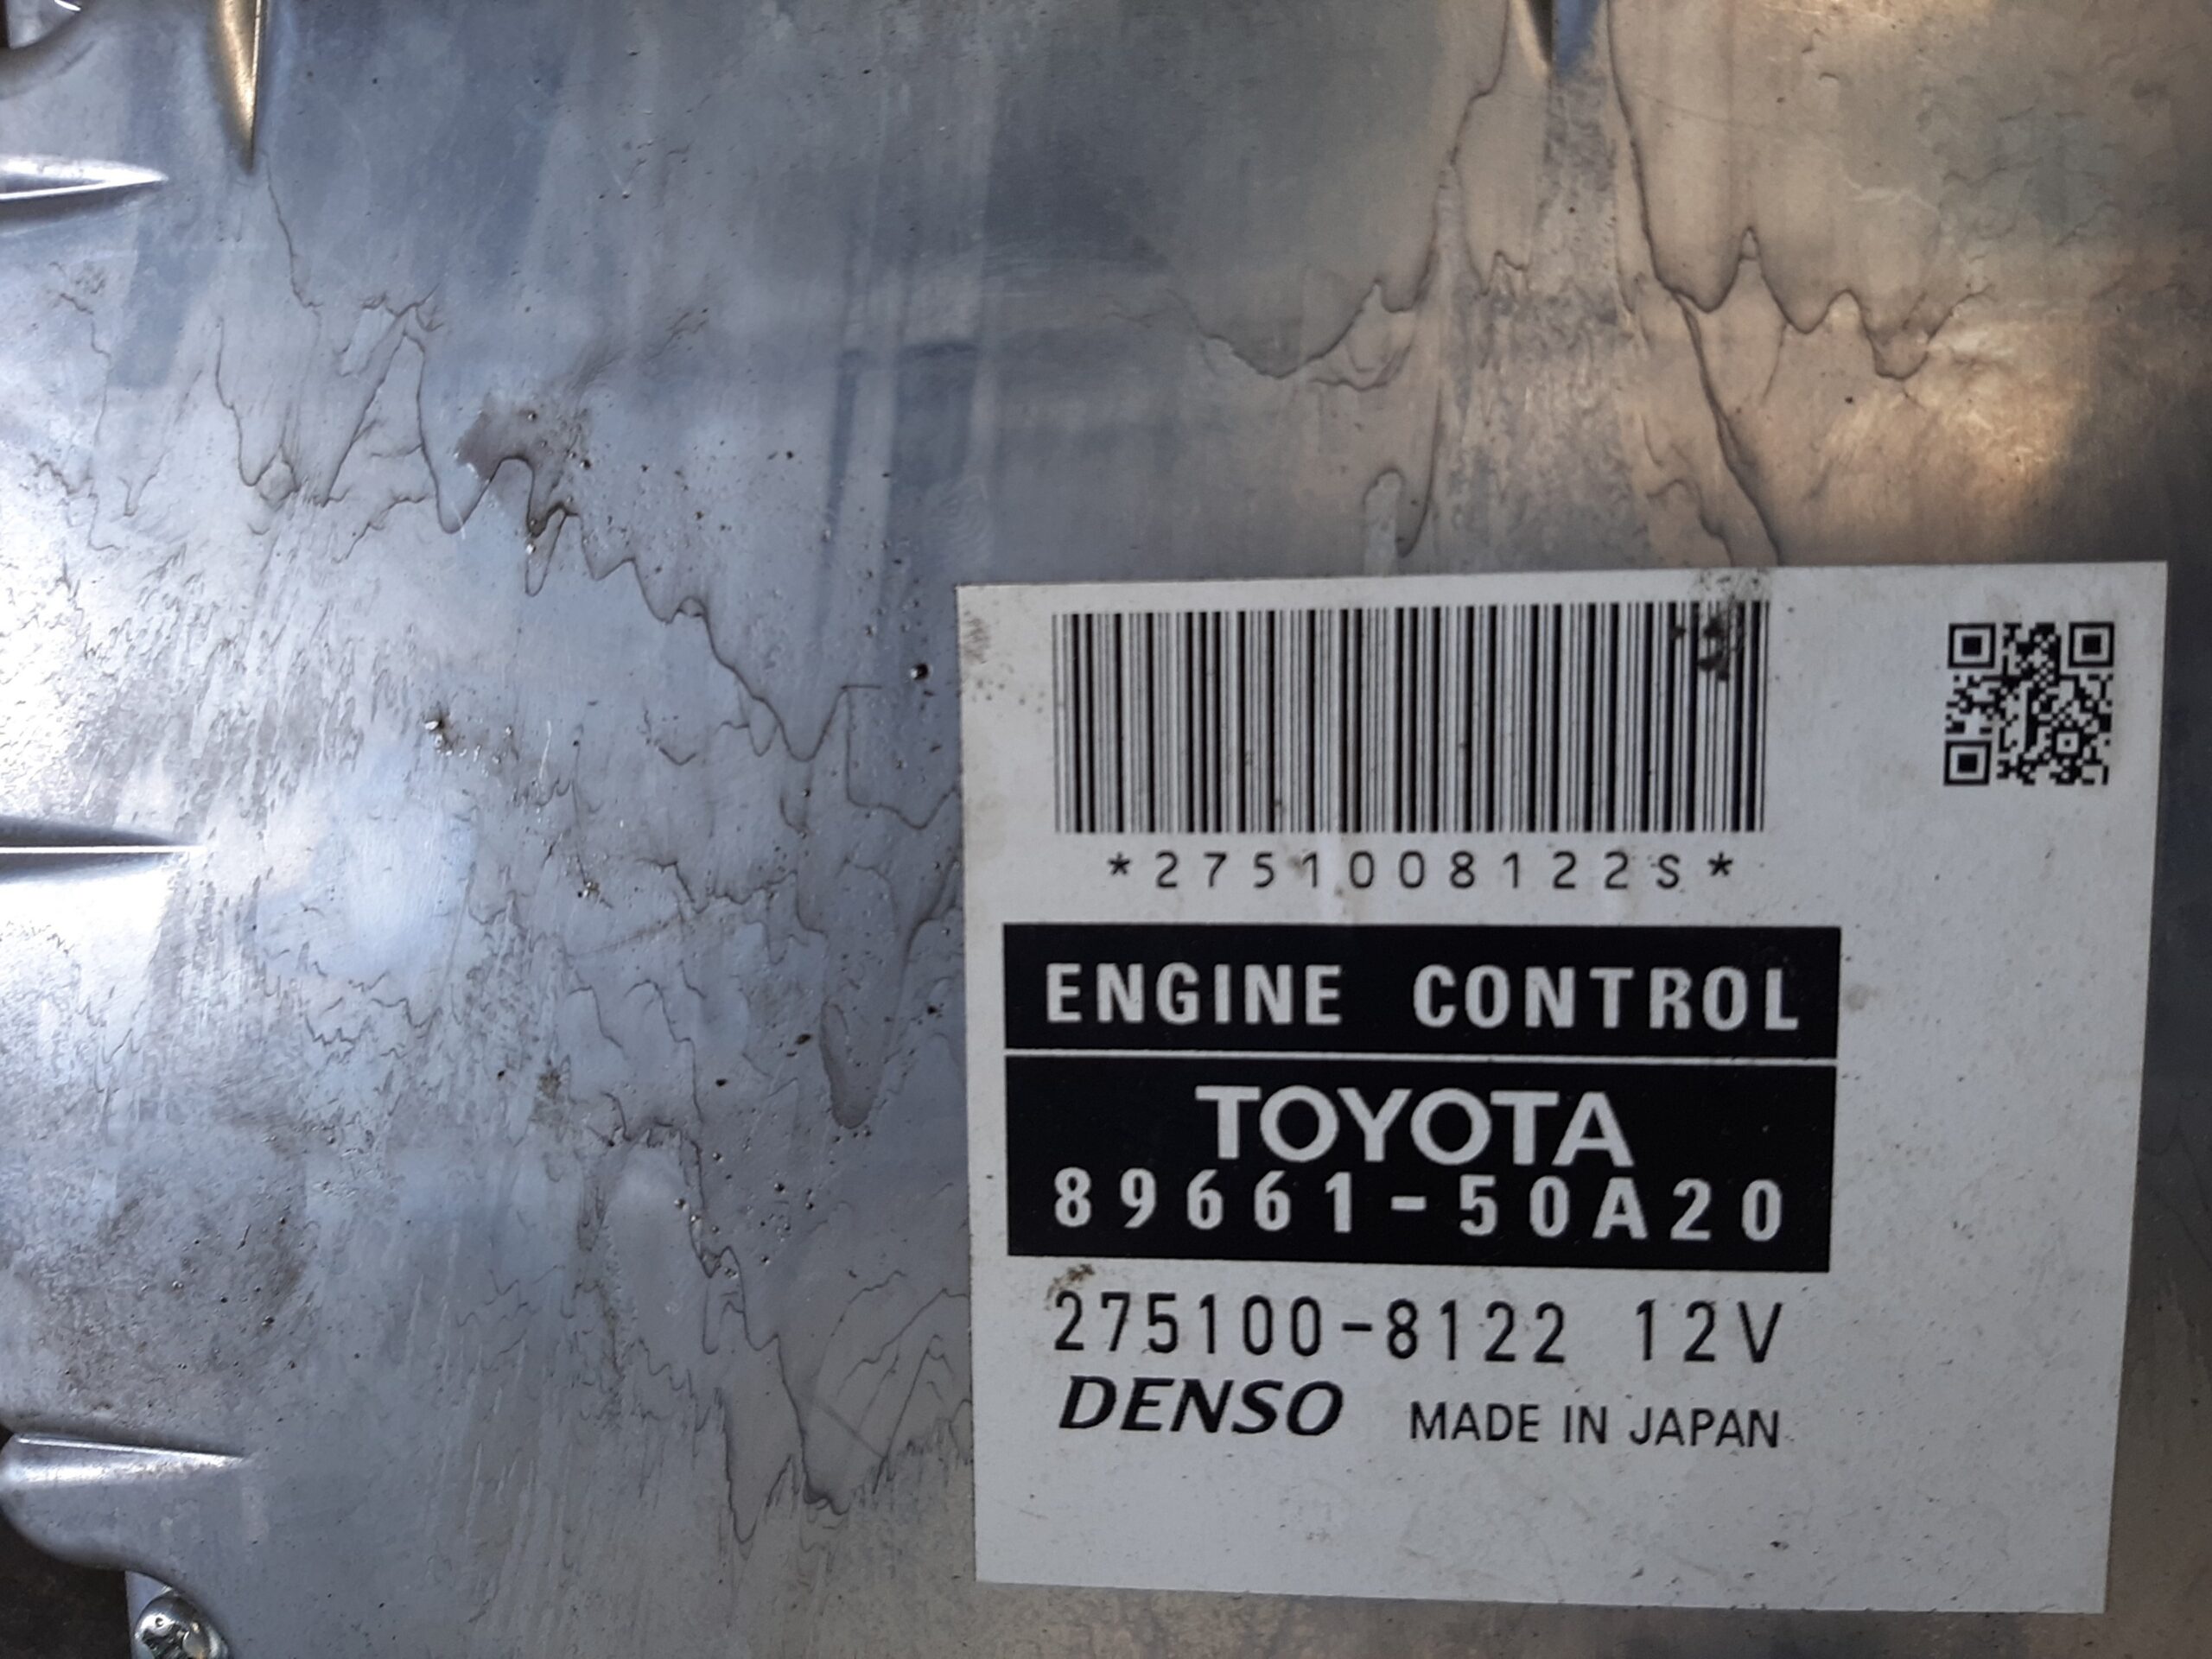 *2751008122S*
ENGINE CONTROL
TOYOTA
89661-50A20
275100-8122 12V
DENSO MADE IN JAPAN